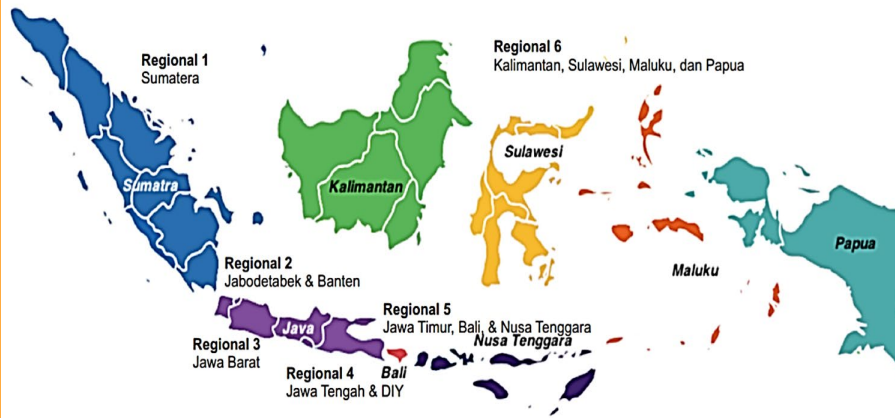 Regional 1
Sumatera
Regional 6
Kalimantan, Sulawesi, Maluku, dan Papua
Sulawesi
Sumatra
Kalimantan
Papua
Maluku
Regional 2
Jabodetabek & Banten
Regional 5
Jawa Timur, Bali, & Nusa Tenggara
Java
Nusa Tenggara
Regional 3
Jawa Barat
Regional 4
Jawa Tengah & DIY
Bali